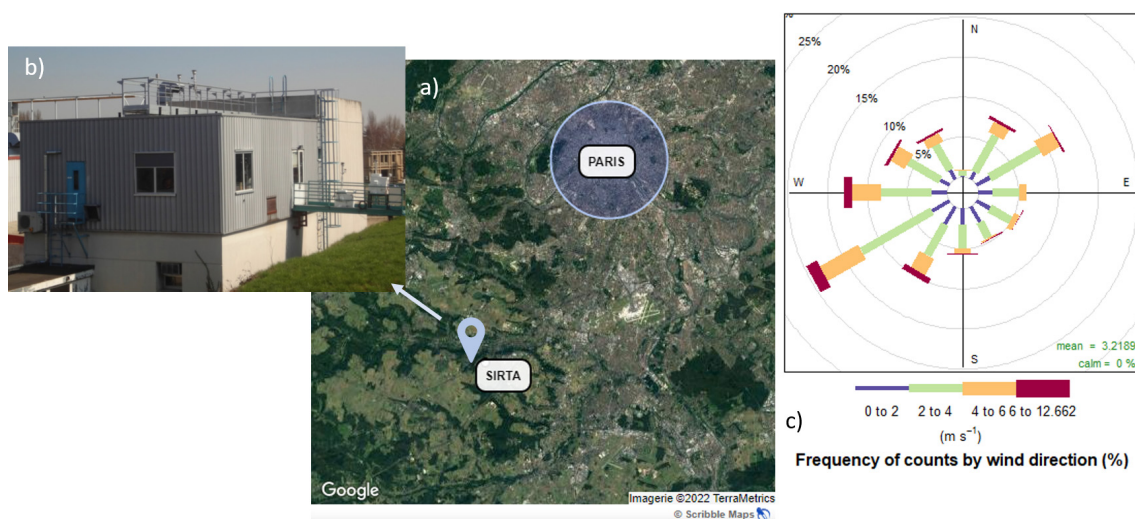 b)
a)
PARIS
SIRTA
Google
Imagerie ©2022 TerraMetrics
© Scribble Maps
N
25%
20%
15%
10%
5%
W
E
S
mean = 3.2189
calm = 0 %
0 to 2 2 to 4 4 to 6 6 to 12.662
(m s⁻¹)
c)
Frequency of counts by wind direction (%)